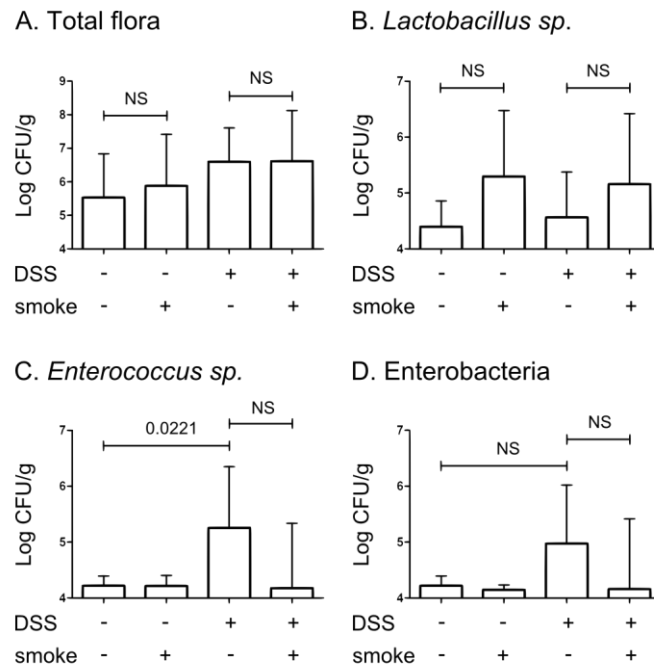 A. Total flora
B. Lactobacillus sp.
NS
NS
NS
NS
Log CFU/g
9
8
7
6
5
4
Log CFU/g
7
6
5
4
DSS - - + +
smoke - + - +
DSS - - + +
smoke - + - +
C. Enterococcus sp.
D. Enterobacteria
0.0221
NS
NS
NS
Log CFU/g
7
6
5
4
Log CFU/g
7
6
5
4
DSS - - + +
smoke - + - +
DSS - - + +
smoke - + - +